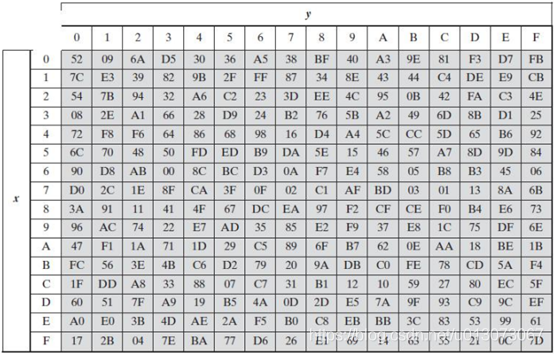 y
0 1 2 3 4 5 6 7 8 9 A B C D E F
0 52 09 6A D5 30 36 A5 38 BF 40 A3 9E 81 F3 D7 FB
1 7C E3 39 82 9B 2F FF 87 34 8E 43 44 C4 DE E9 CB
2 54 7B 94 32 A6 C2 23 3D EE 4C 95 0B 42 FA C3 4E
3 08 2E A1 66 28 D9 24 B2 76 5B A2 49 6D 8B D1 25
4 72 F8 F6 64 86 68 98 16 D4 A4 5C CC 5D 65 B6 92
5 6C 70 48 50 FD ED B9 DA 5E 15 46 57 A7 8D 9D 84
6 90 D8 AB 00 8C BC D3 0A F7 E4 58 05 B8 B3 45 06
x
7 D0 2C 1E 8F CA 3F 0F 02 C1 AF BD 03 01 13 8A 6B
8 3A 91 11 41 4F 67 DC EA 97 F2 CF CE F0 B4 E6 73
9 96 AC 74 22 E7 AD 35 85 E2 F9 37 E8 1C 75 DF 6E
A 47 F1 1A 71 1D 29 C5 89 6F B7 62 0E AA 18 BE 1B
B FC 56 3E 4B C6 D2 79 20 9A DB C0 FE 78 CD 5A F4
C 1F DD A8 33 88 07 C7 31 B1 12 10 59 27 80 EC 5F
D 60 51 7F A9 19 B5 4A 0D 2D E5 7A 9F 93 C9 9C EF
E A0 E0 3B 4D AE 2A F5 B0 C8 EB BB 3C 83 53 99 61
F 17 2B 04 7E BA 77 D6 26 E1 69 14 63 55 21 0C 7D